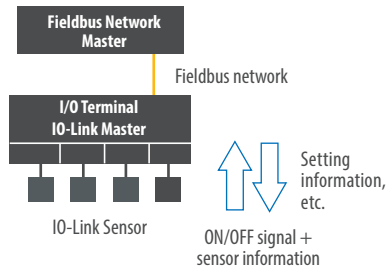 Fieldbus Network
Master
Fieldbus network
I/O Terminal
IO-Link Master
Setting
information,
etc.
IO-Link Sensor
ON/OFF signal +
sensor information